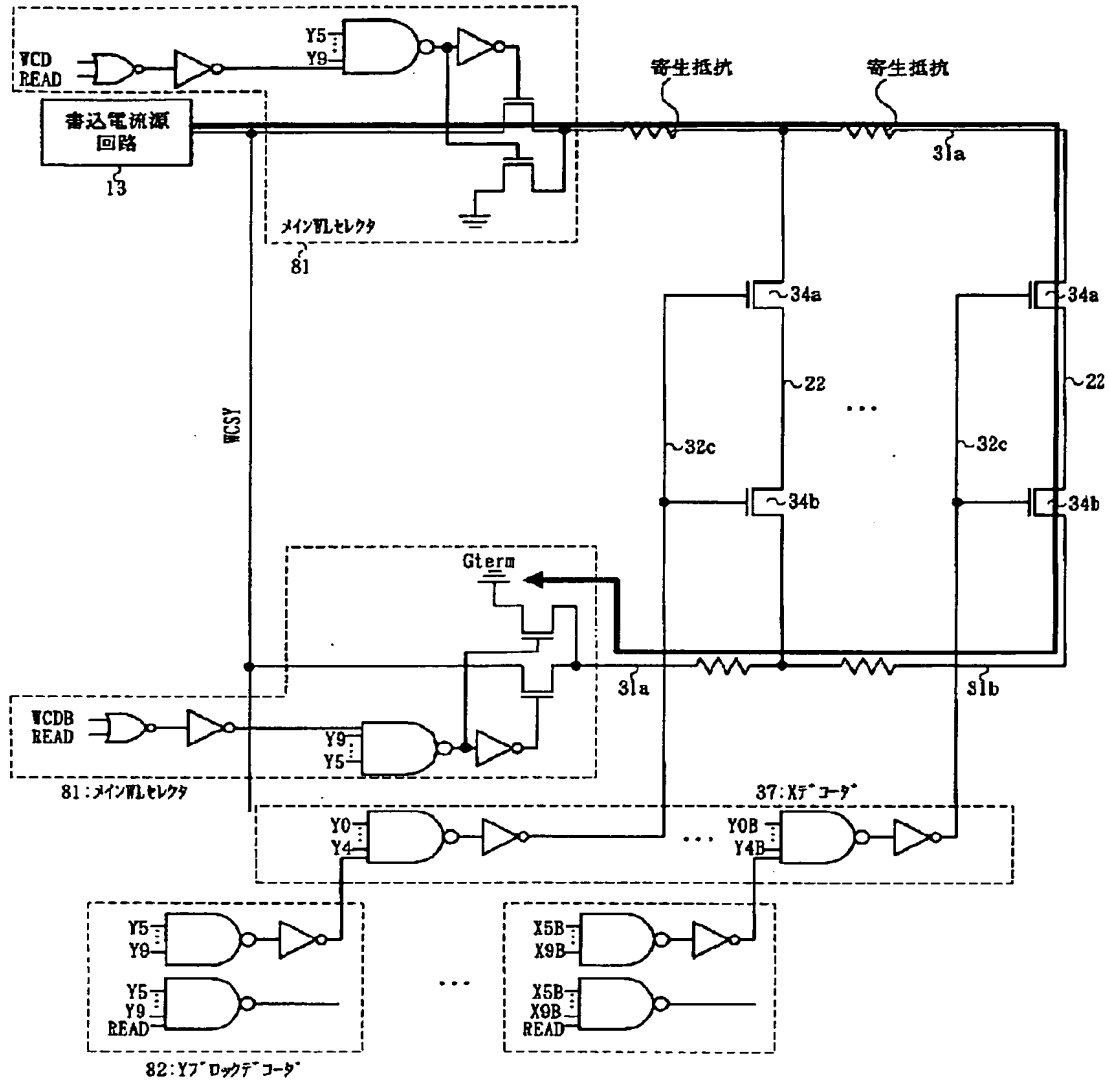 Y5
WCD
Y9
READ
寄生抵抗
寄生抵抗
書込電流源
回路
13
31a
メインWLセレクタ
81
34a
34a
22
22
WCSY
32c
32c
34b
34b
Gterm
31a
31b
WCDB
READ
Y9
Y5
81:メインWLセレクタ
37:Xデコーダ
Y0
Y4
Y0B
Y4B
Y5
Y9
X5B
X9B
Y5
Y9
READ
X5B
X9B
READ
82:Yブロックデコーダ